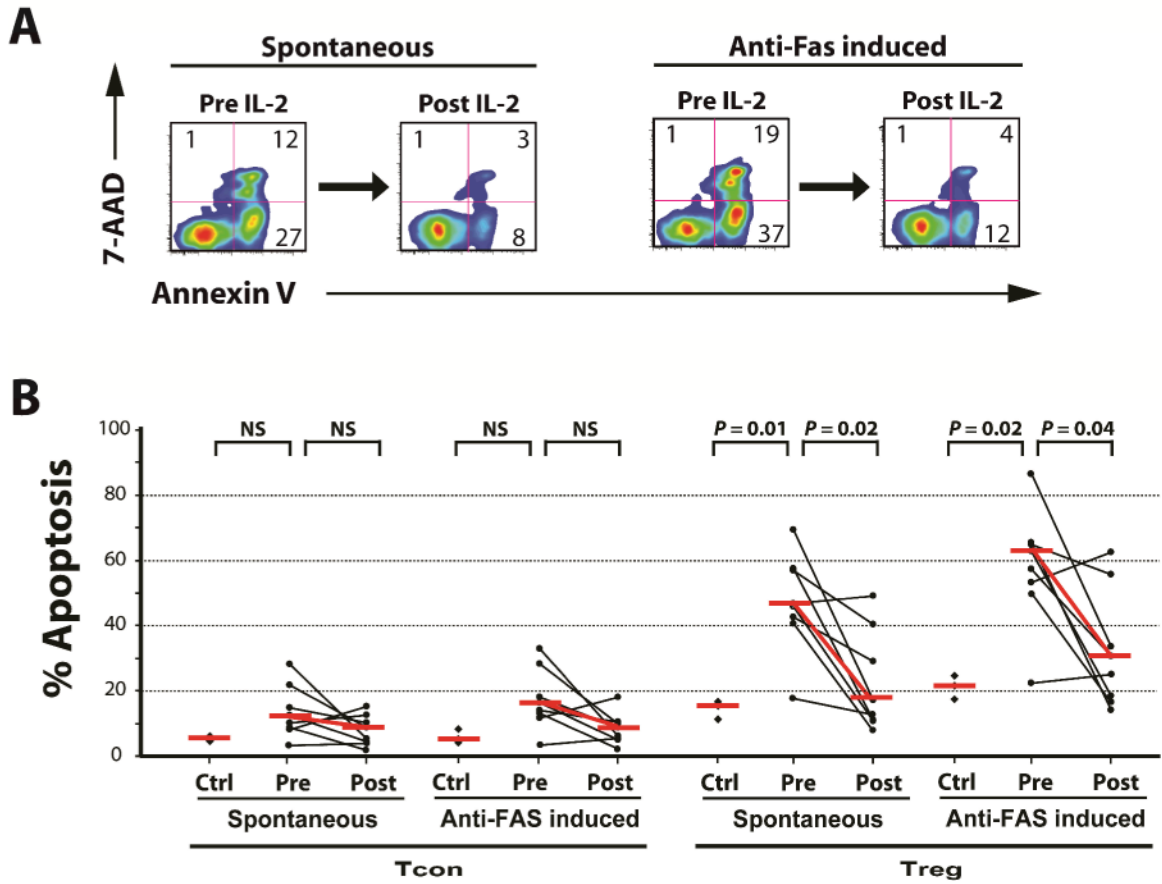 A
Spontaneous Anti-Fas induced
Pre IL-2 Post IL-2 Pre IL-2 Post IL-2
1 12 1 3 1 19 1 4
27 8 37 12
7-AAD
Annexin V
B
% Apoptosis
100
80
60
40
20
0
NS NS NS NS P = 0.01 P = 0.02 P = 0.02 P = 0.04
Ctrl Pre Post Ctrl Pre Post Ctrl Pre Post Ctrl Pre Post
Spontaneous Anti-FAS induced Spontaneous Anti-FAS induced
Tcon Treg